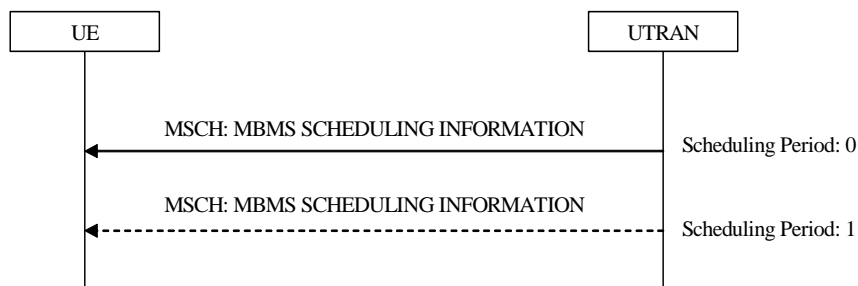 UE
UTRAN
MSCH: MBMS SCHEDULING INFORMATION
Scheduling Period: 0
MSCH: MBMS SCHEDULING INFORMATION
Scheduling Period: 1